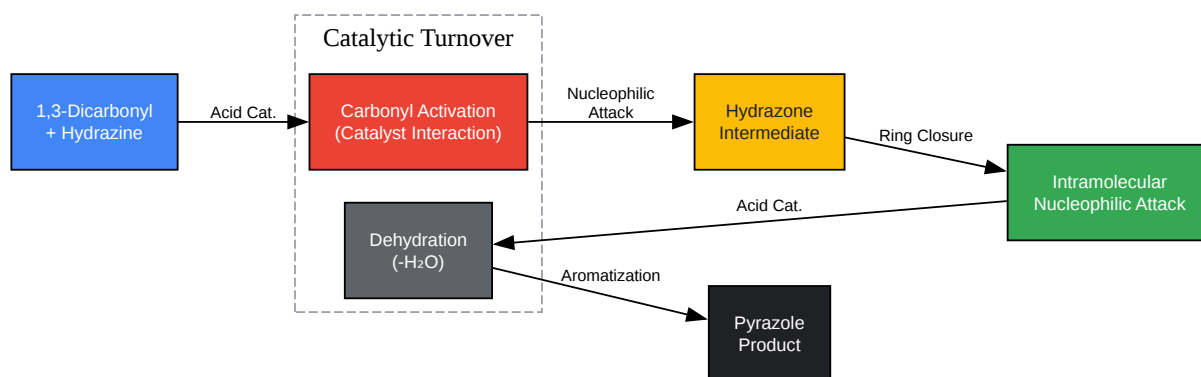 Catalytic Turnover
1,3-Dicarbonyl
+ Hydrazine
Acid Cat.
Carbonyl Activation
(Catalyst Interaction)
Nucleophilic
Attack
Hydrazone
Intermediate
Ring Closure
Intramolecular
Nucleophilic Attack
Acid Cat.
Dehydration
(-H₂O)
Aromatization
Pyrazole
Product